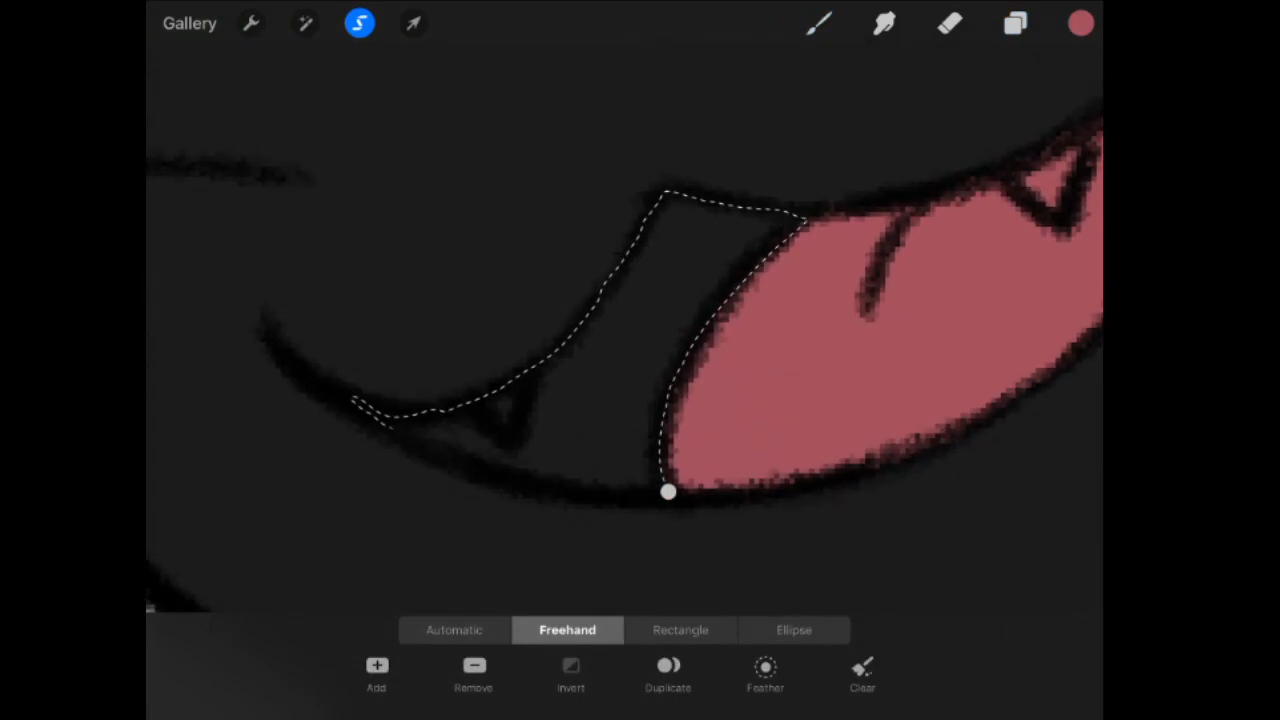 Gallery
Automatic Freehand Rectangle Ellipse
Add Remove Invert Duplicate Feather Clear